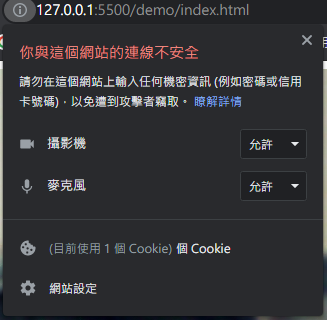 127.0.0.1:5500/demo/index.html
你與這個網站的連線不安全
請勿在這個網站上輸入任何機密資訊 (例如密碼或信用
卡號碼)，以免遭到攻擊者竊取。 瞭解詳情
攝影機 允許
麥克風 允許
(目前使用 1 個 Cookie) 個 Cookie
網站設定